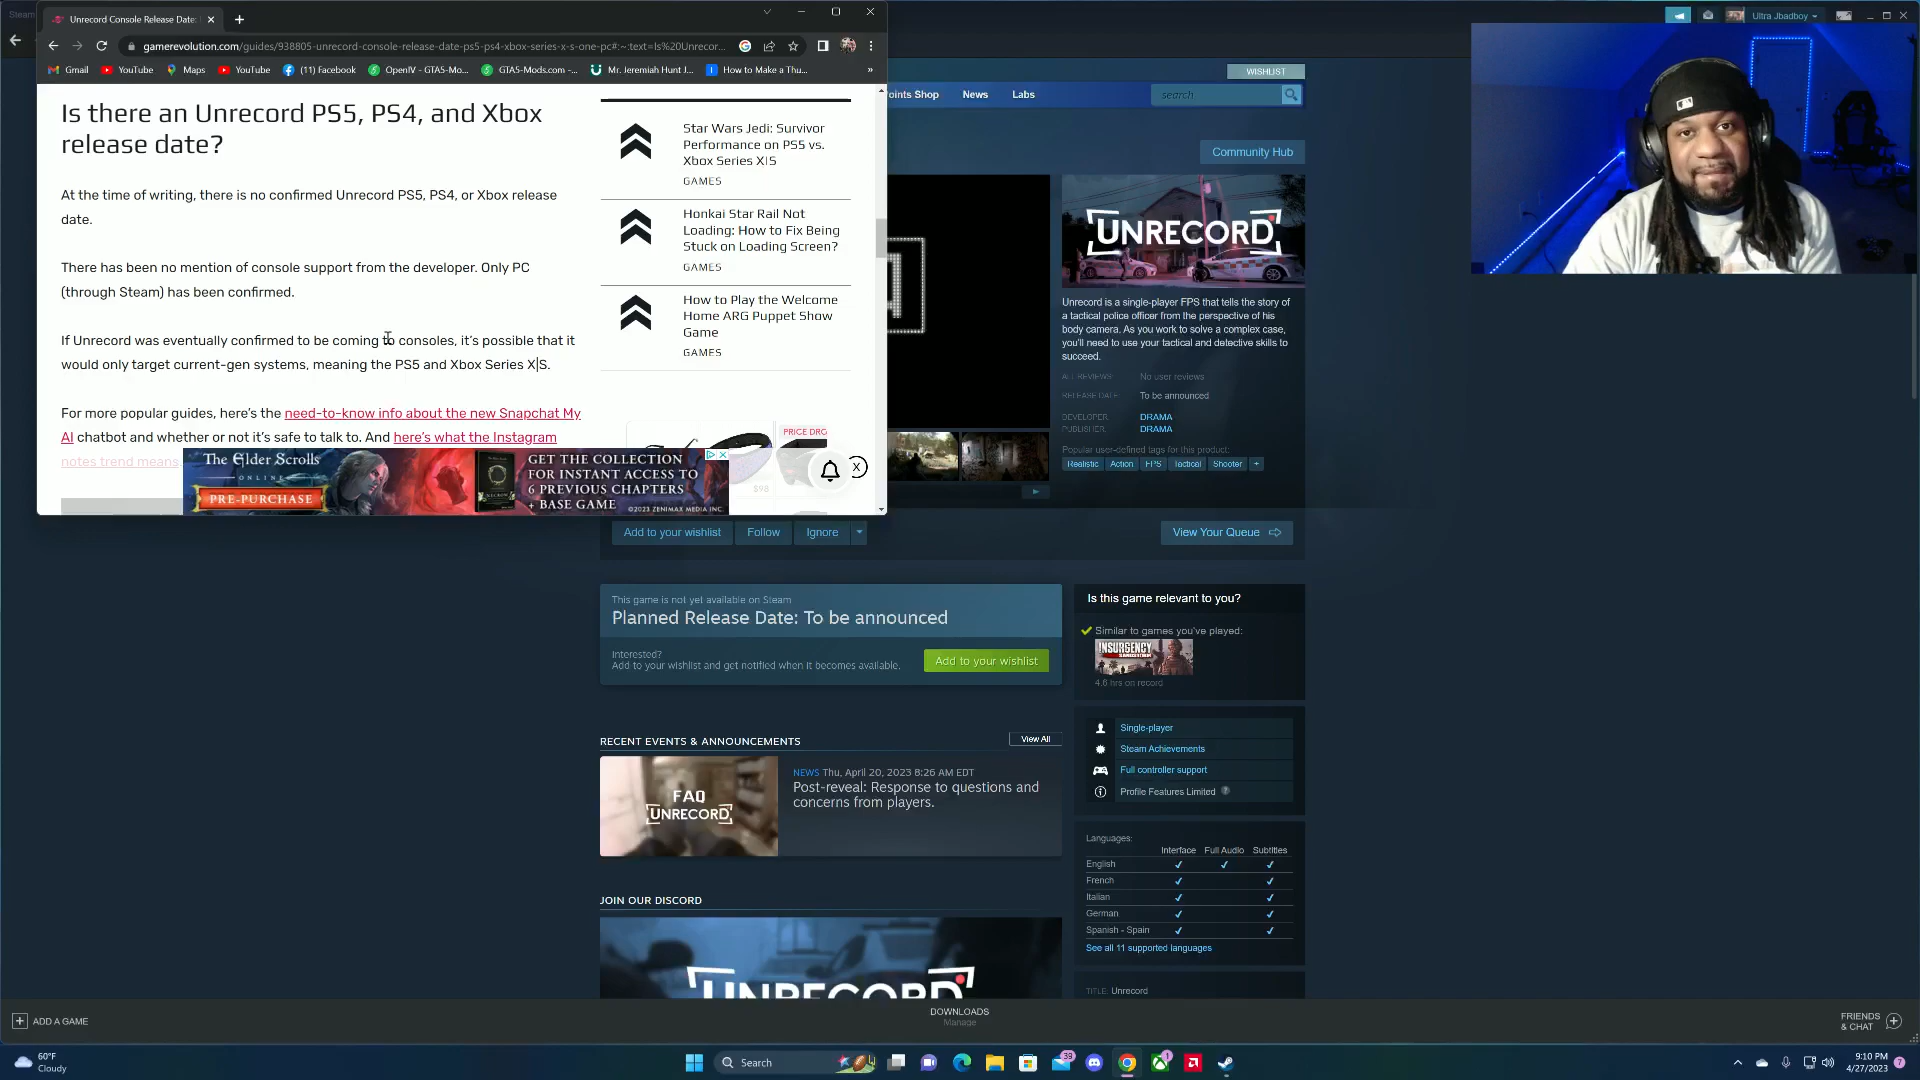 Steam
Unrecord Console Release Date:
gamerevolution.com/guides/938805-unrecord-console-release-date-ps5-ps4-xbox-series-x-s-one-pc#:~:text=Is%20Unrecor...
Gmail
YouTube
Maps
YouTube
(11) Facebook
OpenIV - GTA5-Mo...
GTA5-Mods.com -...
Mr. Jeremiah Hunt J...
How to Make a Thu...
»
Is there an Unrecord PS5, PS4, and Xbox
release date?
At the time of writing, there is no confirmed Unrecord PS5, PS4, or Xbox release
date.
There has been no mention of console support from the developer. Only PC
(through Steam) has been confirmed.
If Unrecord was eventually confirmed to be coming to consoles, it's possible that it
would only target current-gen systems, meaning the PS5 and Xbox Series X|S.
For more popular guides, here's the need-to-know info about the new Snapchat My
AI chatbot and whether or not it's safe to talk to. And here's what the Instagram
notes trend means.
Star Wars Jedi: Survivor
Performance on PS5 vs.
Xbox Series X|S
GAMES
Honkai Star Rail Not
Loading: How to Fix Being
Stuck on Loading Screen?
GAMES
How to Play the Welcome
Home ARG Puppet Show
Game
GAMES
PRICE DRO
$98
The Elder Scrolls
ONLINE
PRE-PURCHASE
GET THE COLLECTION
FOR INSTANT ACCESS TO
6 PREVIOUS CHAPTERS
+ BASE GAME
©2023 ZENIMAX MEDIA INC.
X
Ultra Jbadboy
WISHLIST
oints Shop
News
Labs
search
Community Hub
UNRECORD
Unrecord is a single-player FPS that tells the story
of a tactical police officer from the perspective of his
body camera. As you work to solve a complex case,
you'll need to use your tactical and detective skills to
succeed.
ALL REVIEWS: No user reviews
RELEASE DATE: To be announced
DEVELOPER: DRAMA
PUBLISHER: DRAMA
Popular user-defined tags for this product:
Realistic Action FPS Tactical Shooter +
Add to your wishlist
Follow
Ignore
View Your Queue
This game is not yet available on Steam
Planned Release Date: To be announced
Interested?
Add to your wishlist and get notified when it becomes available.
Add to your wishlist
Is this game relevant to you?
Similar to games you've played:
INSURGENCY
4.6 hrs on record
Single-player
Steam Achievements
Full controller support
Profile Features Limited
RECENT EVENTS & ANNOUNCEMENTS
View All
FAQ
UNRECORD
NEWS Thu, April 20, 2023 8:26 AM EDT
Post-reveal: Response to questions and
concerns from players.
Languages:
Interface Full Audio Subtitles
English ✔ ✔ ✔
French ✔ ✔
Italian ✔ ✔
German ✔ ✔
Spanish - Spain ✔ ✔
See all 11 supported languages
JOIN OUR DISCORD
UNRECORD
TITLE: Unrecord
ADD A GAME
DOWNLOADS
Manage
FRIENDS
& CHAT
60°F
Cloudy
Search
39
1
9:10 PM
4/27/2023
7